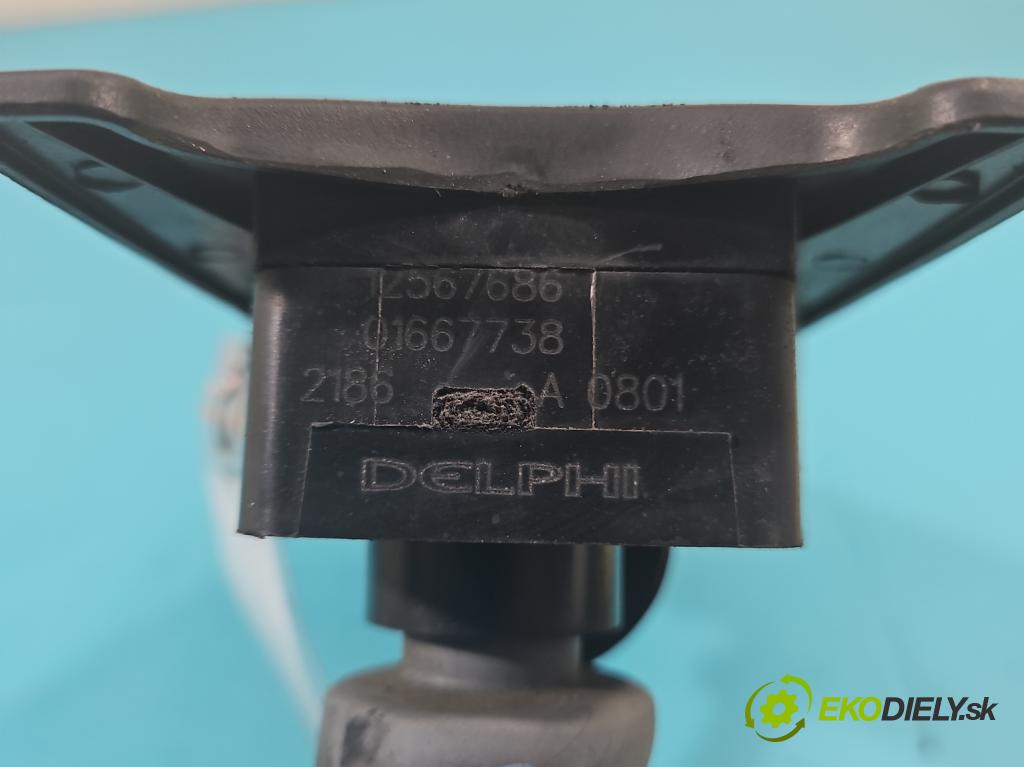 12567686
01667738
2186 A 0801
DELPHI
EKODIELY.sk